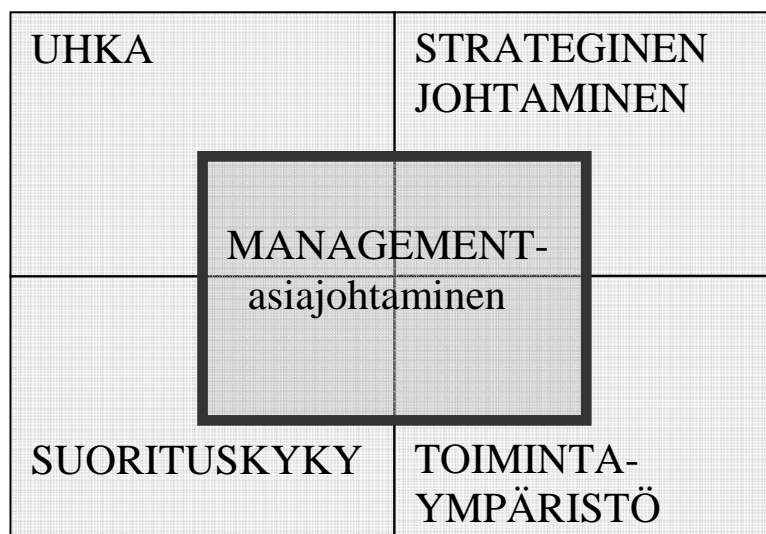 UHKA
STRATEGINEN
JOHTAMINEN
MANAGEMENT-
asiajohtaminen
SUORITUSKYKY
TOIMINTA-
YMPÄRISTÖ